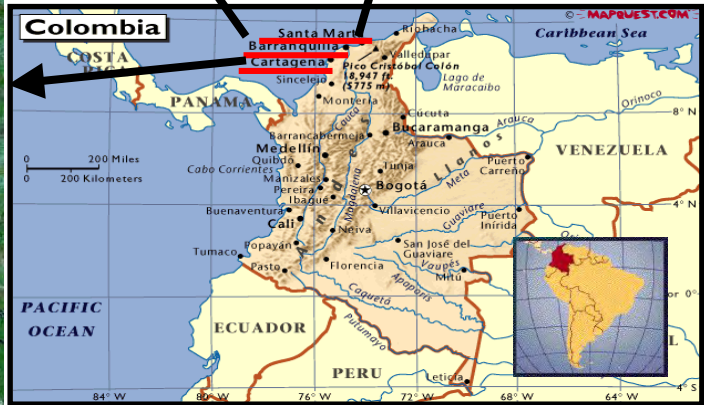 Colombia
© MAPQUEST.COM
Santa Mart
Riohacha
Caribbean Sea
Barranquilla
COSTA
Valledupar
Cartagena
Pico Cristóbal Colón
18,947 ft.
(5775 m)
Lago de
Maracaibo
Sincelejo
PANAMA
Montería
Orinoco
8° N
Cauca
Cúcuta
Arauca
Bucaramanga
Barrancabermeja
Arauca
0 200 Miles
0 200 Kilometers
Medellín
Quibdó
Cabo Corrientes
VENEZUELA
Llanos
Puerto
Carreño
Manizales
Tunja
Meta
Pereira
Bogotá
Ibagué
Magdalena
Andes
Buenaventura
Villavicencio
Guaviare
4° N
Puerto
Inírida
Cali
Neiva
Popayán
San José del
Guaviare
Tumaco
Vaupés
Mitú
Pasto
Florencia
Apaporis
or 0°
Caquetá
PACIFIC
OCEAN
Putumayo
ECUADOR
PERU
L
Leticia
4° S
84° W
80° W
76° W
72° W
68° W
64° W